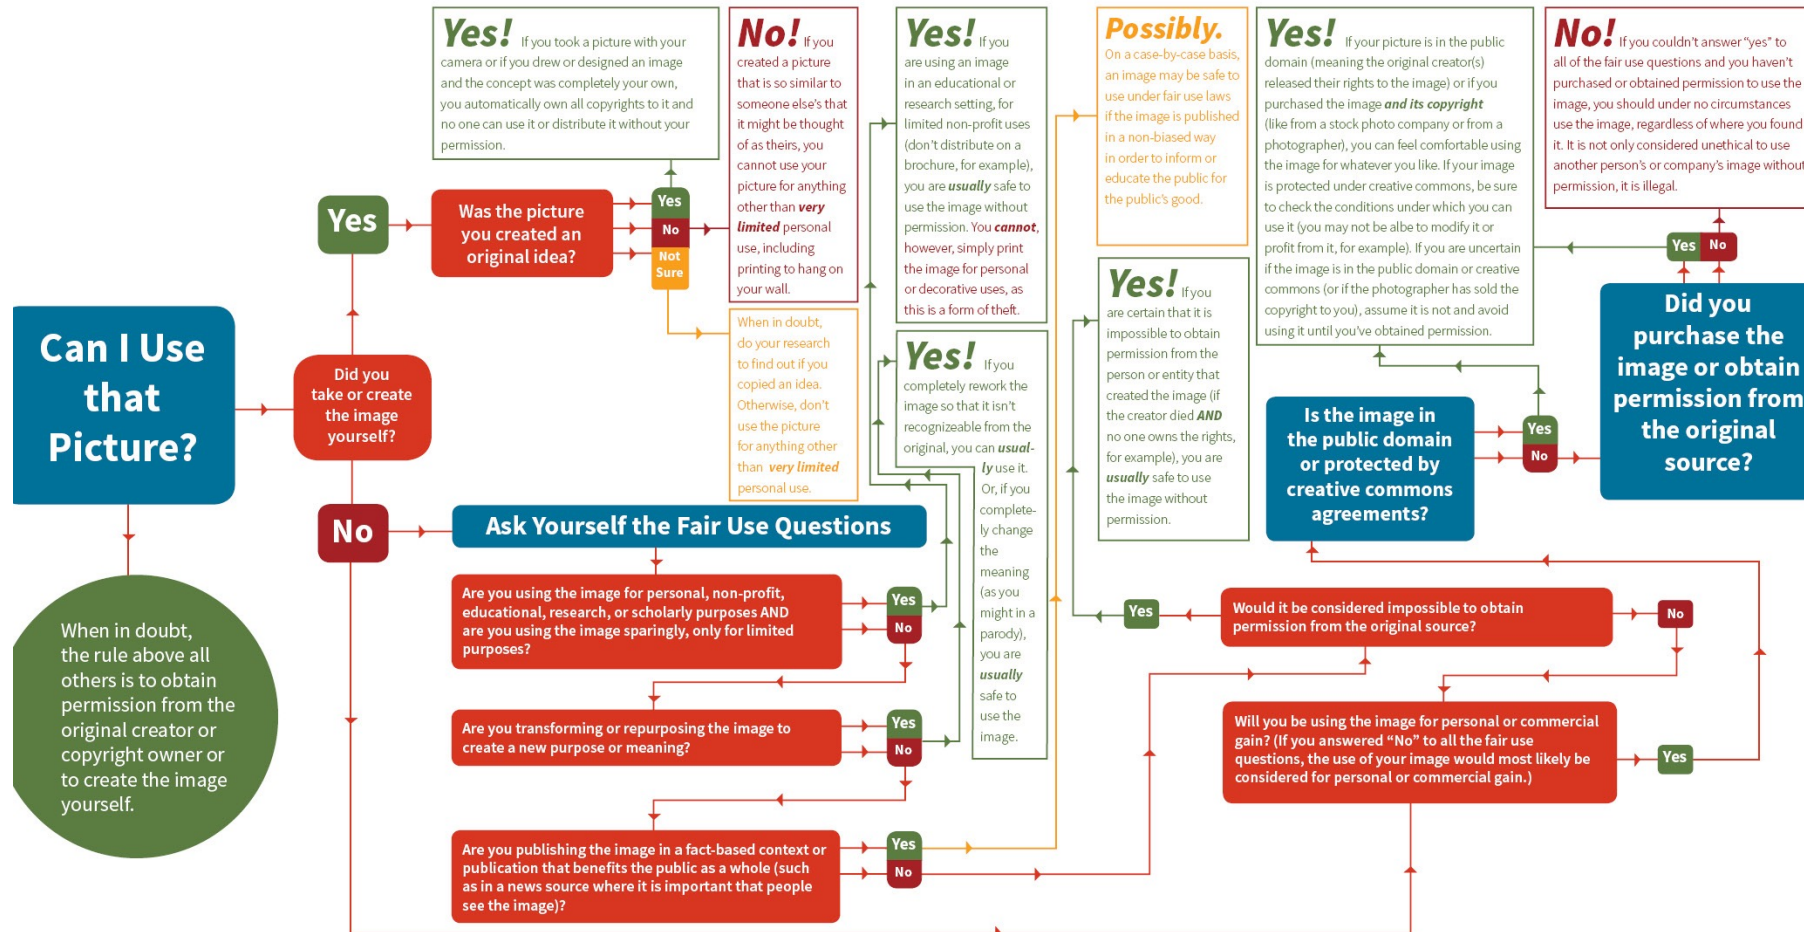 Can I Use
that
Picture?
When in doubt,
the rule above all
others is to obtain
permission from the
original creator or
copyright owner or
to create the image
yourself.
Did you
take or create
the image
yourself?
Yes
Was the picture
you created an
original idea?
Yes
No
Not
Sure
Yes! If you took a picture with your
camera or if you drew or designed an image
and the concept was completely your own,
you automatically own all copyrights to it and
no one can use it or distribute it without your
permission.
No! If you
created a picture
that is so similar to
someone else's that
it might be thought
of as theirs, you
cannot use your
picture for anything
other than very
limited personal
use, including
printing to hang on
your wall.
When in doubt,
do your research
to find out if you
copied an idea.
Otherwise, don't
use the picture
for anything other
than very limited
personal use.
No
Ask Yourself the Fair Use Questions
Are you using the image for personal, non-profit,
educational, research, or scholarly purposes AND
are you using the image sparingly, only for limited
purposes?
Yes
No
Are you transforming or repurposing the image to
create a new purpose or meaning?
Yes
No
Are you publishing the image in a fact-based context or
publication that benefits the public as a whole (such
as in a news source where it is important that people
see the image)?
Yes
No
Yes! If you
are using an image
in an educational or
research setting, for
limited non-profit uses
(don't distribute on a
brochure, for example),
you are usually safe to
use the image without
permission. You cannot,
however, simply print
the image for personal
or decorative uses, as
this is a form of theft.
Yes! If you
completely rework the
image so that it isn't
recognizeable from the
original, you can usual-
ly use it.
Or, if you
complete-
ly change
the
meaning
(as you
might in a
parody),
you are
usually
safe to
use the
image.
Possibly.
On a case-by-case basis,
an image may be safe to
use under fair use laws
if the image is published
in a non-biased way
in order to inform or
educate the public for
the public's good.
Yes! If you
are certain that it is
impossible to obtain
permission from the
person or entity that
created the image (if
the creator died AND
no one owns the rights,
for example), you are
usually safe to use
the image without
permission.
Yes
Would it be considered impossible to obtain
permission from the original source?
No
Will you be using the image for personal or commercial
gain? (If you answered “No” to all the fair use
questions, the use of your image would most likely be
considered for personal or commercial gain.)
Yes
Is the image in
the public domain
or protected by
creative commons
agreements?
Yes
No
Yes! If your picture is in the public
domain (meaning the original creator(s)
released their rights to the image) or if you
purchased the image and its copyright
(like from a stock photo company or from a
photographer), you can feel comfortable using
the image for whatever you like. If your image
is protected under creative commons, be sure
to check the conditions under which you can
use it (you may not be albe to modify it or
profit from it, for example). If you are uncertain
if the image is in the public domain or creative
commons (or if the photographer has sold the
copyright to you), assume it is not and avoid
using it until you've obtained permission.
Did you
purchase the
image or obtain
permission from
the original
source?
Yes
No
No! If you couldn't answer “yes” to
all of the fair use questions and you haven't
purchased or obtained permission to use the
image, you should under no circumstances
use the image, regardless of where you found
it. It is not only considered unethical to use
another person's or company's image without
permission, it is illegal.